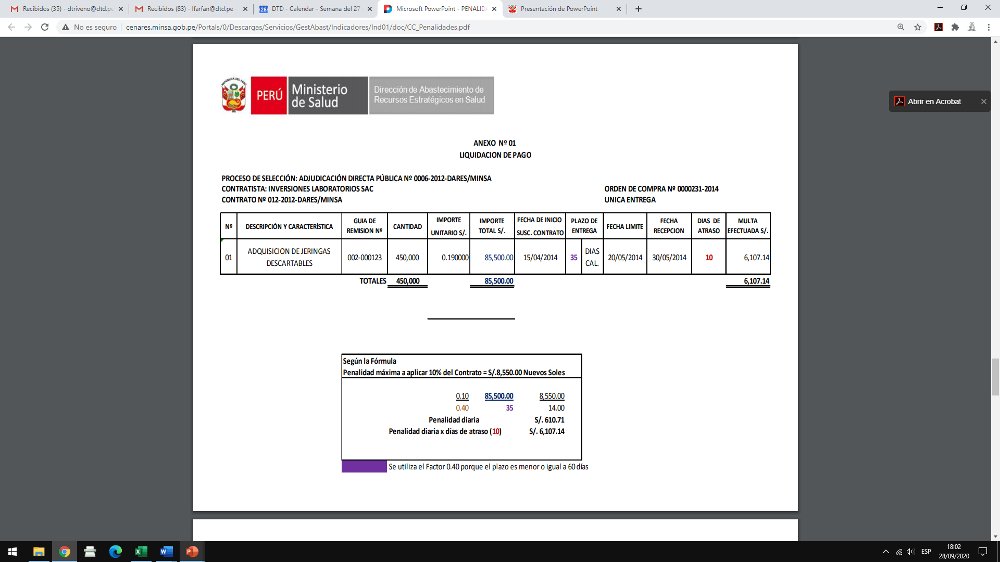 Recibidos (35) - dtriveno@dtd.pe
Recibidos (83) - lfarfan@dtd.pe -
28 DTD - Calendar - Semana del 27
Microsoft PowerPoint - PENALID
Presentación de PowerPoint
No es seguro
cenares.minsa.gob.pe/Portals/0/Descargas/Servicios/GestAbast/Indicadores/Ind01/doc/CC_Penalidades.pdf
Abrir en Acrobat
REPÚBLICA DEL PERÚ
PERÚ
Ministerio
de Salud
Dirección de Abastecimiento de
Recursos Estratégicos en Salud
ANEXO Nº 01
LIQUIDACION DE PAGO
PROCESO DE SELECCIÓN: ADJUDICACIÓN DIRECTA PÚBLICA Nº 0006-2012-DARES/MINSA
CONTRATISTA: INVERSIONES LABORATORIOS SAC
ORDEN DE COMPRA Nº 0000231-2014
CONTRATO Nº 012-2012-DARES/MINSA
UNICA ENTREGA
Nº
DESCRIPCIÓN Y CARACTERÍSTICA
GUIA DE
REMISION Nº
CANTIDAD
IMPORTE
UNITARIO S/.
IMPORTE
TOTAL S/.
FECHA DE INICIO
SUSC. CONTRATO
PLAZO DE
ENTREGA
FECHA LIMITE
FECHA
RECEPCION
DIAS DE
ATRASO
MULTA
EFECTUADA S/.
01
ADQUISICION DE JERINGAS
DESCARTABLES
002-000123
450,000
0.190000
85,500.00
15/04/2014
35
DIAS
CAL.
20/05/2014
30/05/2014
10
6,107.14
TOTALES 450,000 85,500.00 6,107.14
Según la Fórmula
Penalidad máxima a aplicar 10% del Contrato = S/.8,550.00 Nuevos Soles
0.10 85,500.00 8,550.00
0.40 35 14.00
Penalidad diaria S/. 610.71
Penalidad diaria x días de atraso (10) S/. 6,107.14
Se utiliza el Factor 0.40 porque el plazo es menor o igual a 60 días
ESP
18:02
28/09/2020